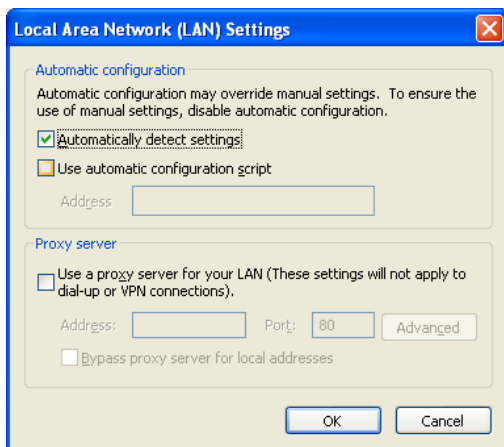 Local Area Network (LAN) Settings
Automatic configuration
Automatic configuration may override manual settings. To ensure the
use of manual settings, disable automatic configuration.
Automatically detect settings
Use automatic configuration script
Address
Proxy server
Use a proxy server for your LAN (These settings will not apply to
dial-up or VPN connections).
Address: Port: 80 Advanced
Bypass proxy server for local addresses
OK Cancel